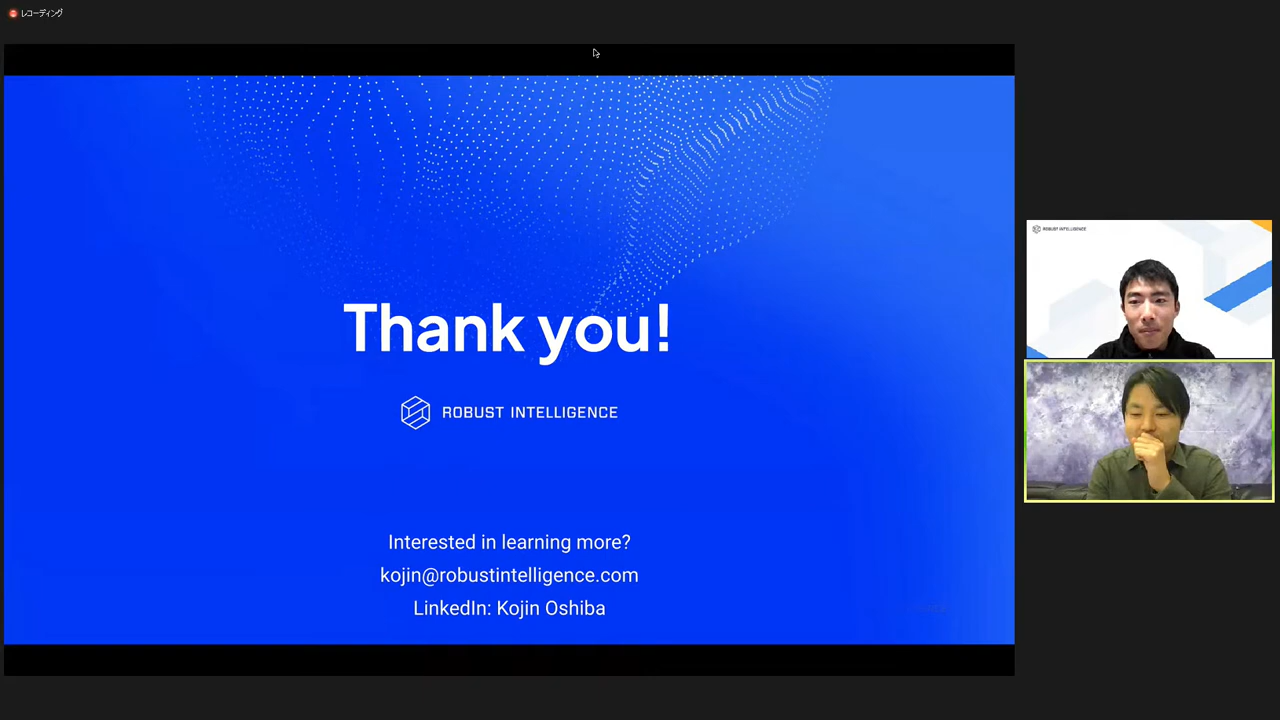 レコーディング
Thank you!
ROBUST INTELLIGENCE
Interested in learning more?
kojin@robustintelligence.com
LinkedIn: Kojin Oshiba
ROBUST INTELLIGENCE